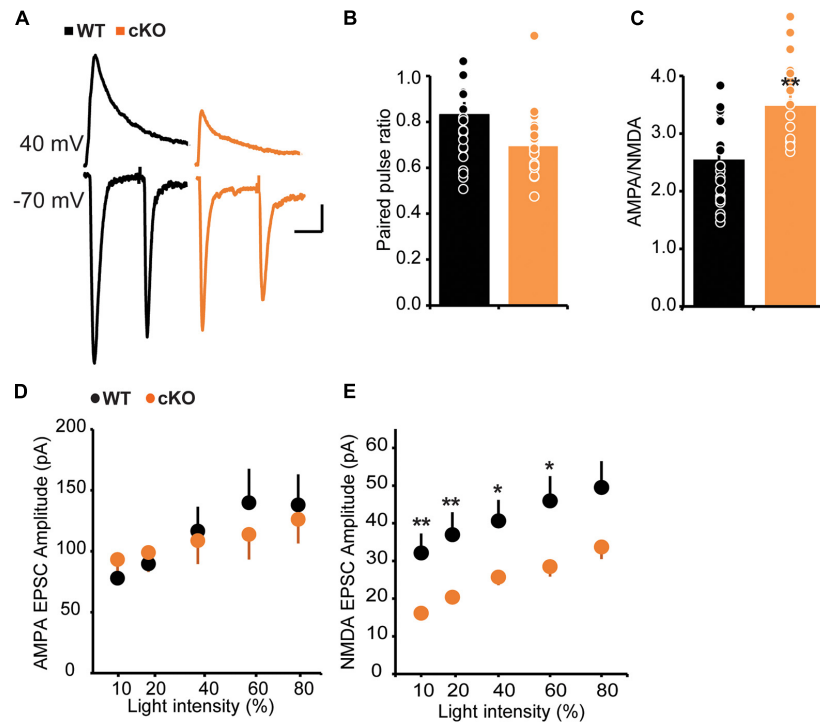 A
WT cKO
40 mV
-70 mV
B
Paired pulse ratio
1.0
0.8
0.6
0.4
0.2
0.0
C
AMPA/NMDA
4.0
3.0
2.0
1.0
0.0
**
D
WT cKO
AMPA EPSC Amplitude (pA)
200
150
100
50
0
10 20 40 60 80
Light intensity (%)
E
NMDA EPSC Amplitude (pA)
60
50
40
30
20
10
0
** ** * *
10 20 40 60 80
Light intensity (%)